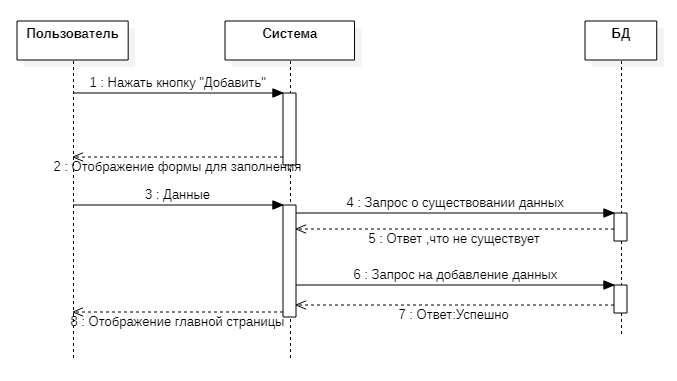 Пользователь
Система
БД
1 : Нажать кнопку "Добавить"
2 : Отображение формы для заполнения
3 : Данные
4 : Запрос о существовании данных
5 : Ответ ,что не существует
6 : Запрос на добавление данных
7 : Ответ:Успешно
8 : Отображение главной страницы